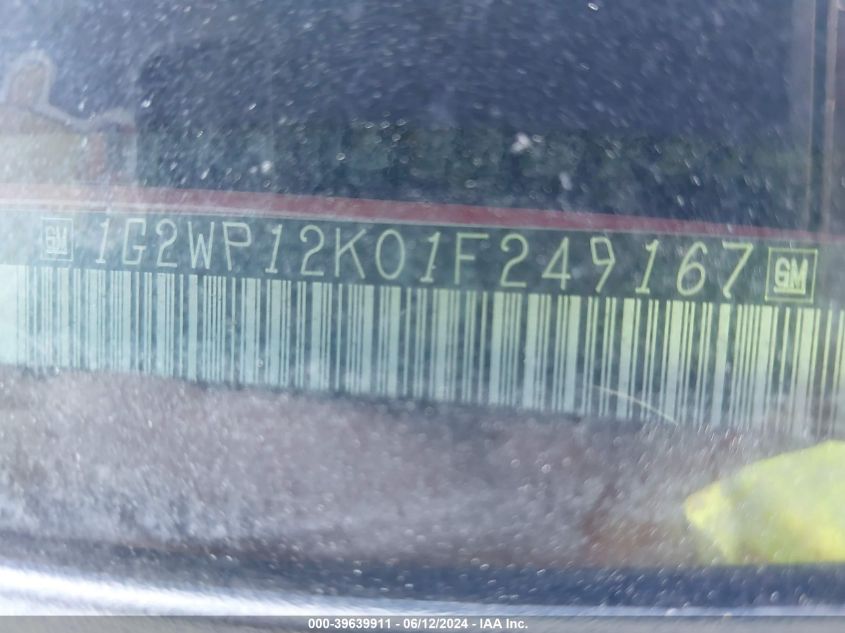 GM 1G2WP12K01F249167 GM
000-39639911 - 06/12/2024 - IAA Inc.